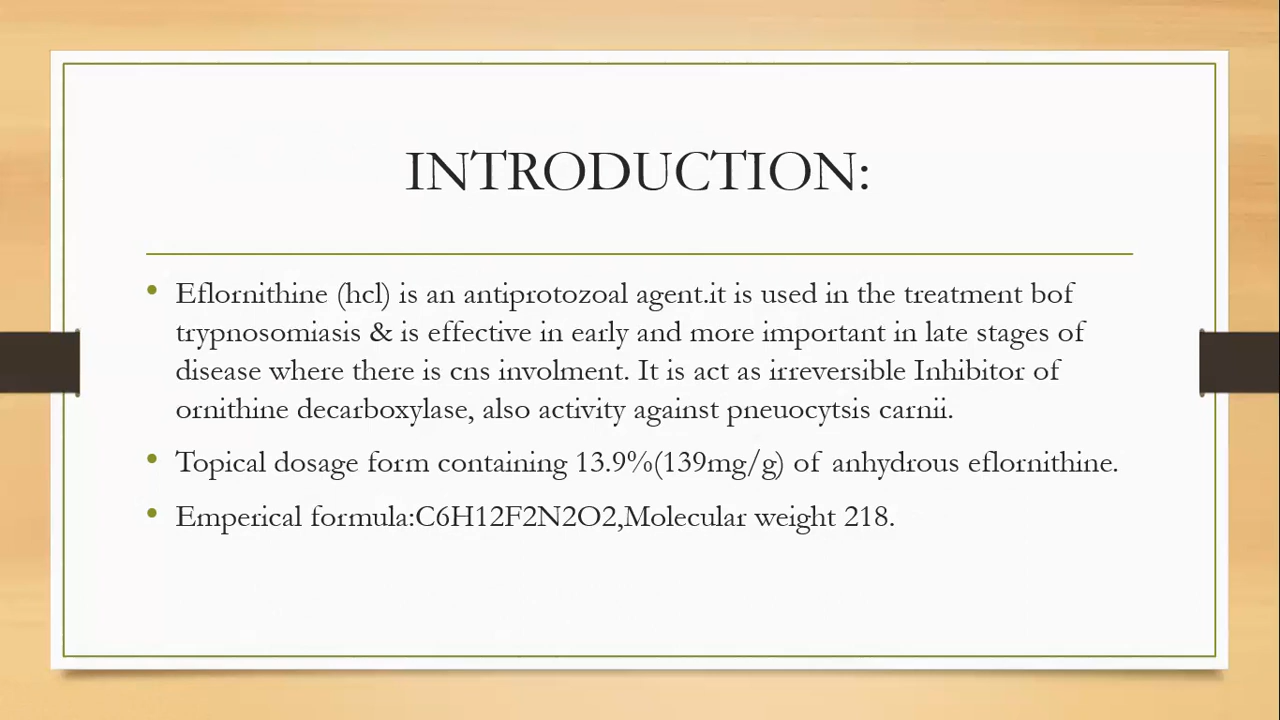 INTRODUCTION:
• Eflornithine (hcl) is an antiprotozoal agent.it is used in the treatment bof
trypnosomiasis & is effective in early and more important in late stages of
disease where there is cns involment. It is act as irreversible Inhibitor of
ornithine decarboxylase, also activity against pneuocytsis carnii.
• Topical dosage form containing 13.9%(139mg/g) of anhydrous eflornithine.
• Emperical formula:C6H12F2N2O2,Molecular weight 218.